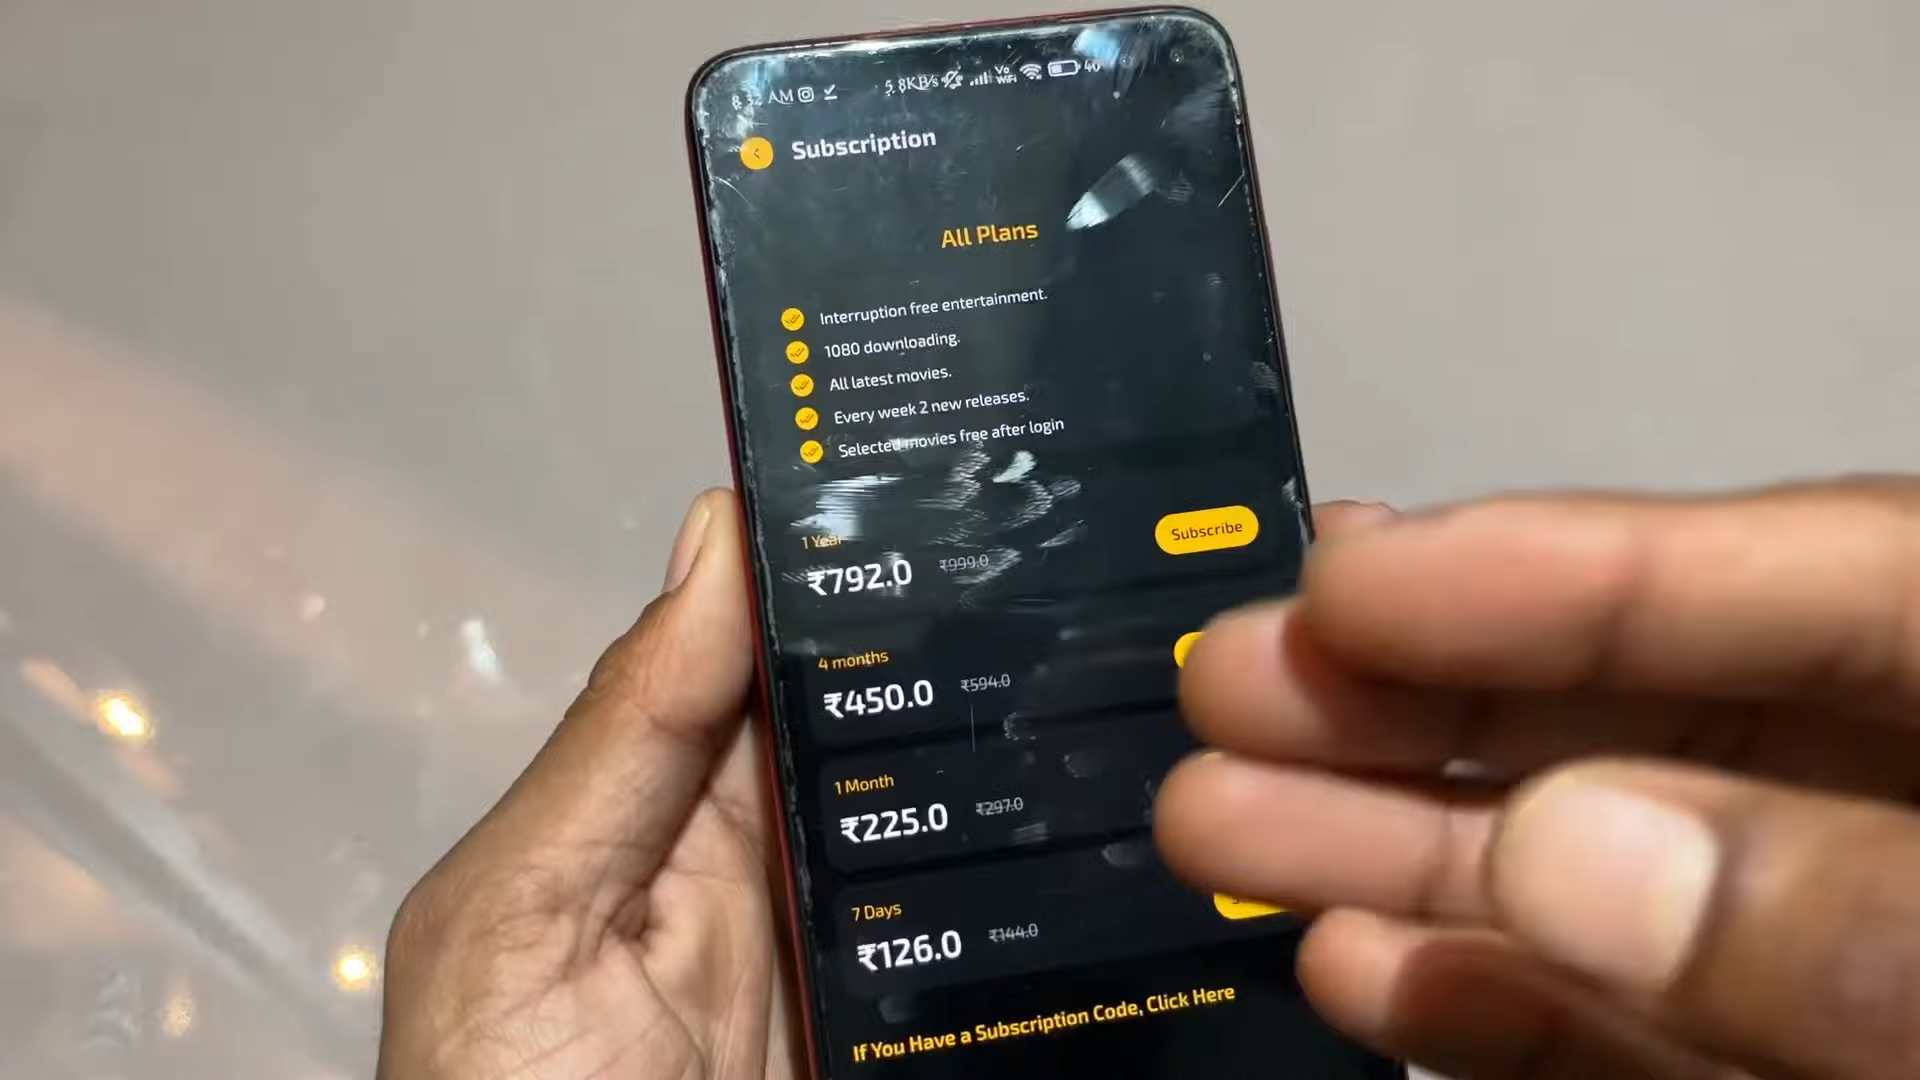 8:32 AM 5.8KB/s Vo WiFi 40
Subscription
All Plans
Interruption free entertainment.
1080 downloading.
All latest movies.
Every week 2 new releases.
Selected movies free after login
1 Year
₹792.0 ₹999.0 Subscribe
4 months
₹450.0 ₹594.0
1 Month
₹225.0 ₹297.0
7 Days
₹126.0 ₹144.0
If You Have a Subscription Code, Click Here